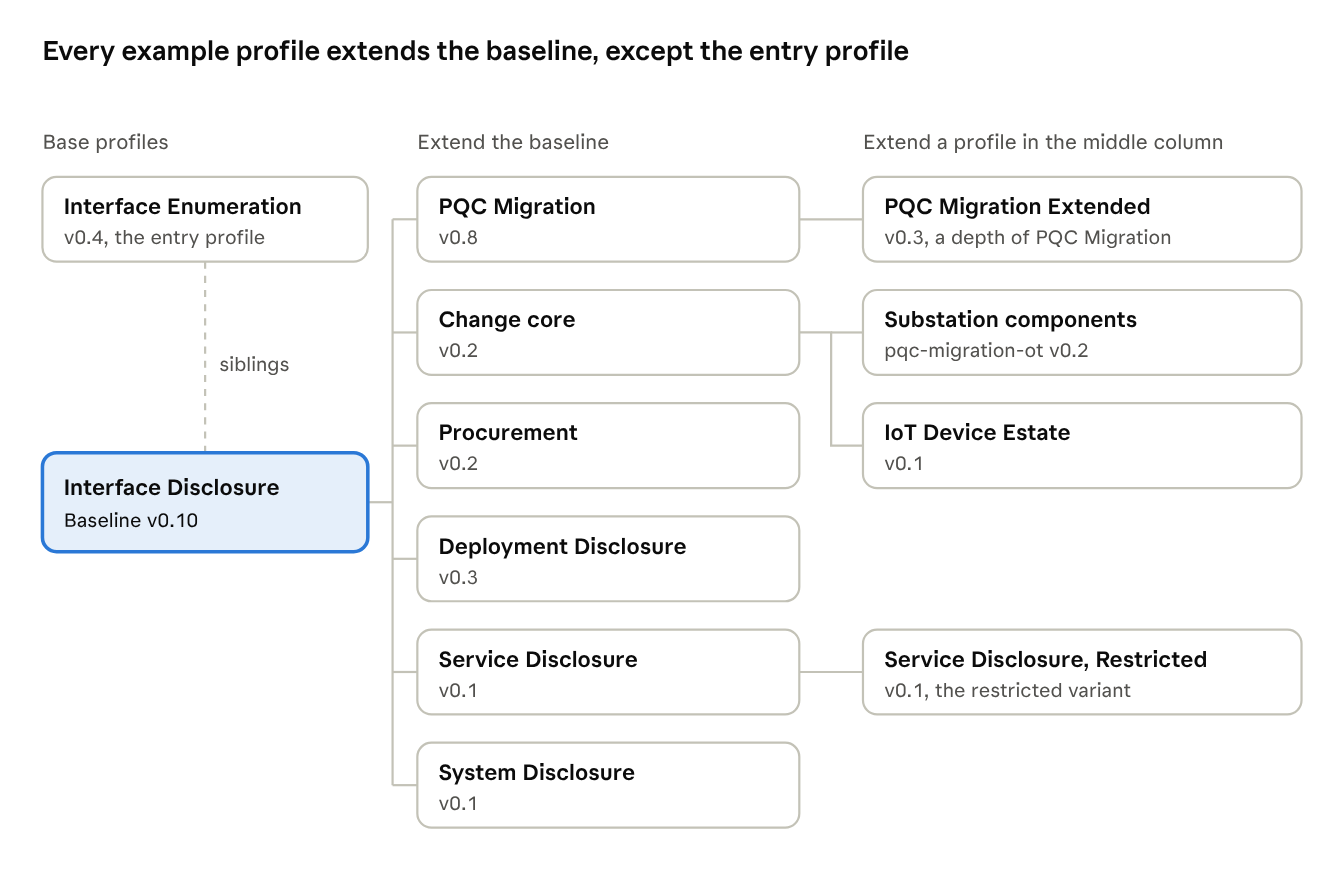 Every example profile extends the baseline, except the entry profile
Base profiles
Extend the baseline
Extend a profile in the middle column
Interface Enumeration
v0.4, the entry profile
siblings
Interface Disclosure
Baseline v0.10
PQC Migration
v0.8
Change core
v0.2
Procurement
v0.2
Deployment Disclosure
v0.3
Service Disclosure
v0.1
System Disclosure
v0.1
PQC Migration Extended
v0.3, a depth of PQC Migration
Substation components
pqc-migration-ot v0.2
IoT Device Estate
v0.1
Service Disclosure, Restricted
v0.1, the restricted variant